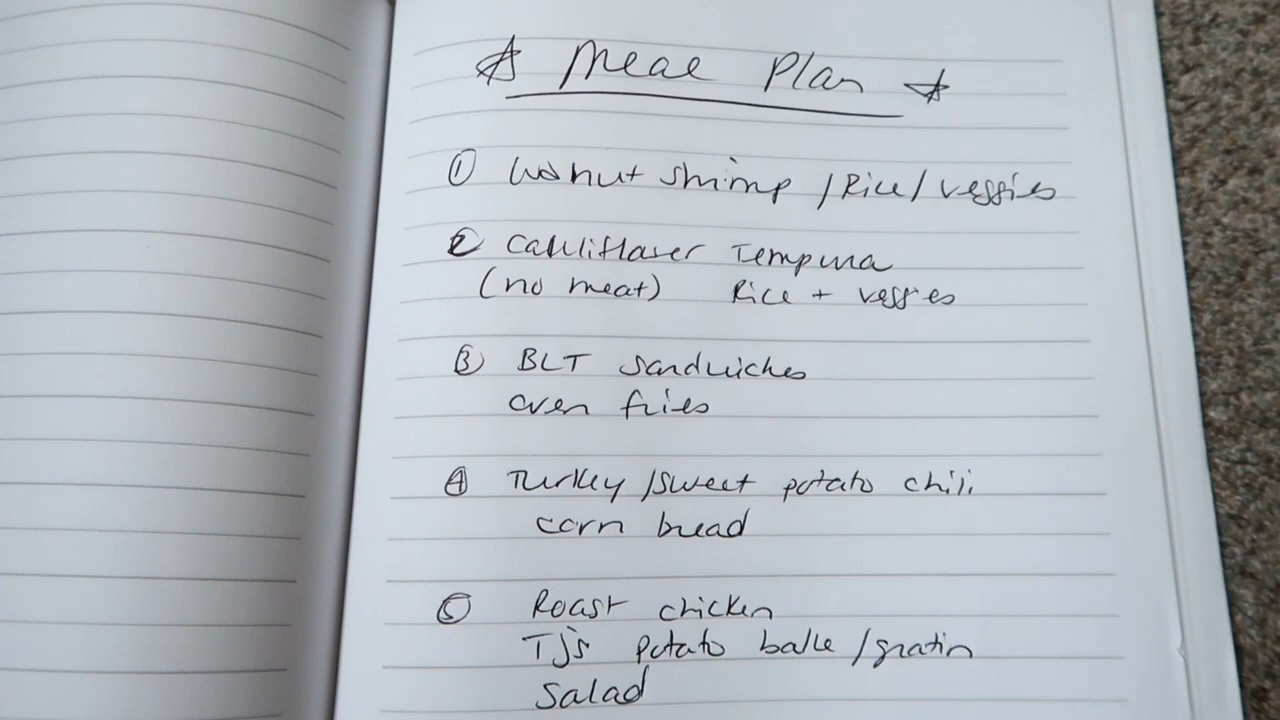 ☆ Meal Plan ☆
① Walnut shrimp / Rice / veggies
② Cauliflower Tempura
(no meat) Rice + veggies
③ BLT sandwiches
oven fries
④ Turkey / sweet potato chili
corn bread
⑤ Roast chicken
TJ's potato bake / gratin
Salad